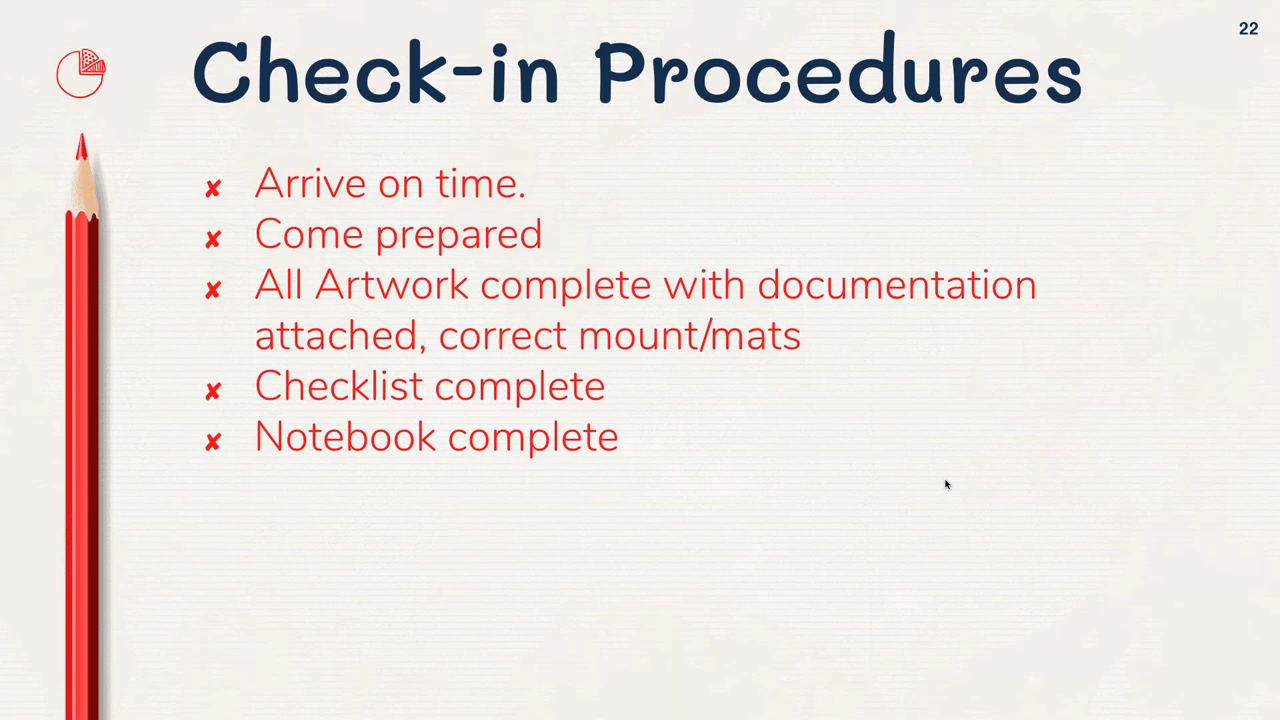 22
Check-in Procedures
✘ Arrive on time.
✘ Come prepared
✘ All Artwork complete with documentation
attached, correct mount/mats
✘ Checklist complete
✘ Notebook complete